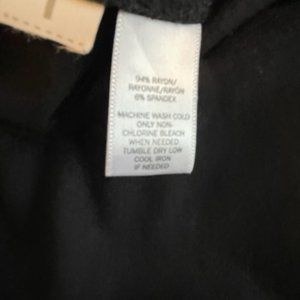 94% RAYON/
RAYONNE/RAYÓN
6% SPANDEX
MACHINE WASH COLD
ONLY NON-
CHLORINE BLEACH
WHEN NEEDED
TUMBLE DRY LOW
COOL IRON
IF NEEDED